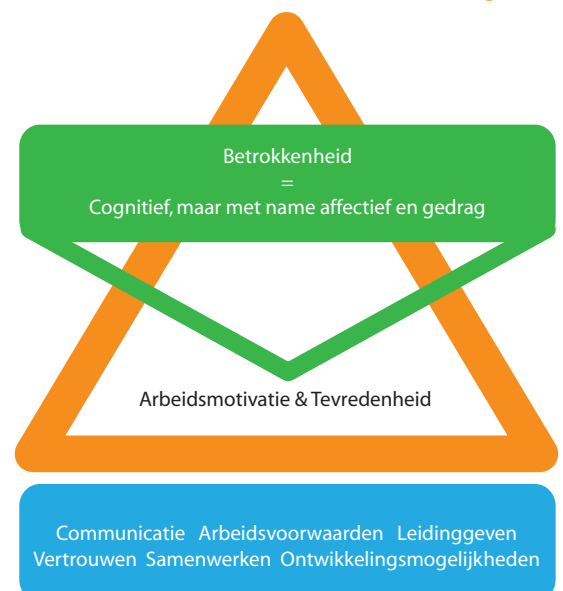 Betrokkenheid
=
Cognitief, maar met name affectief en gedrag
Arbeidsmotivatie & Tevredenheid
Communicatie Arbeidsvoorwaarden Leidinggeven
Vertrouwen Samenwerken Ontwikkelingsmogelijkheden